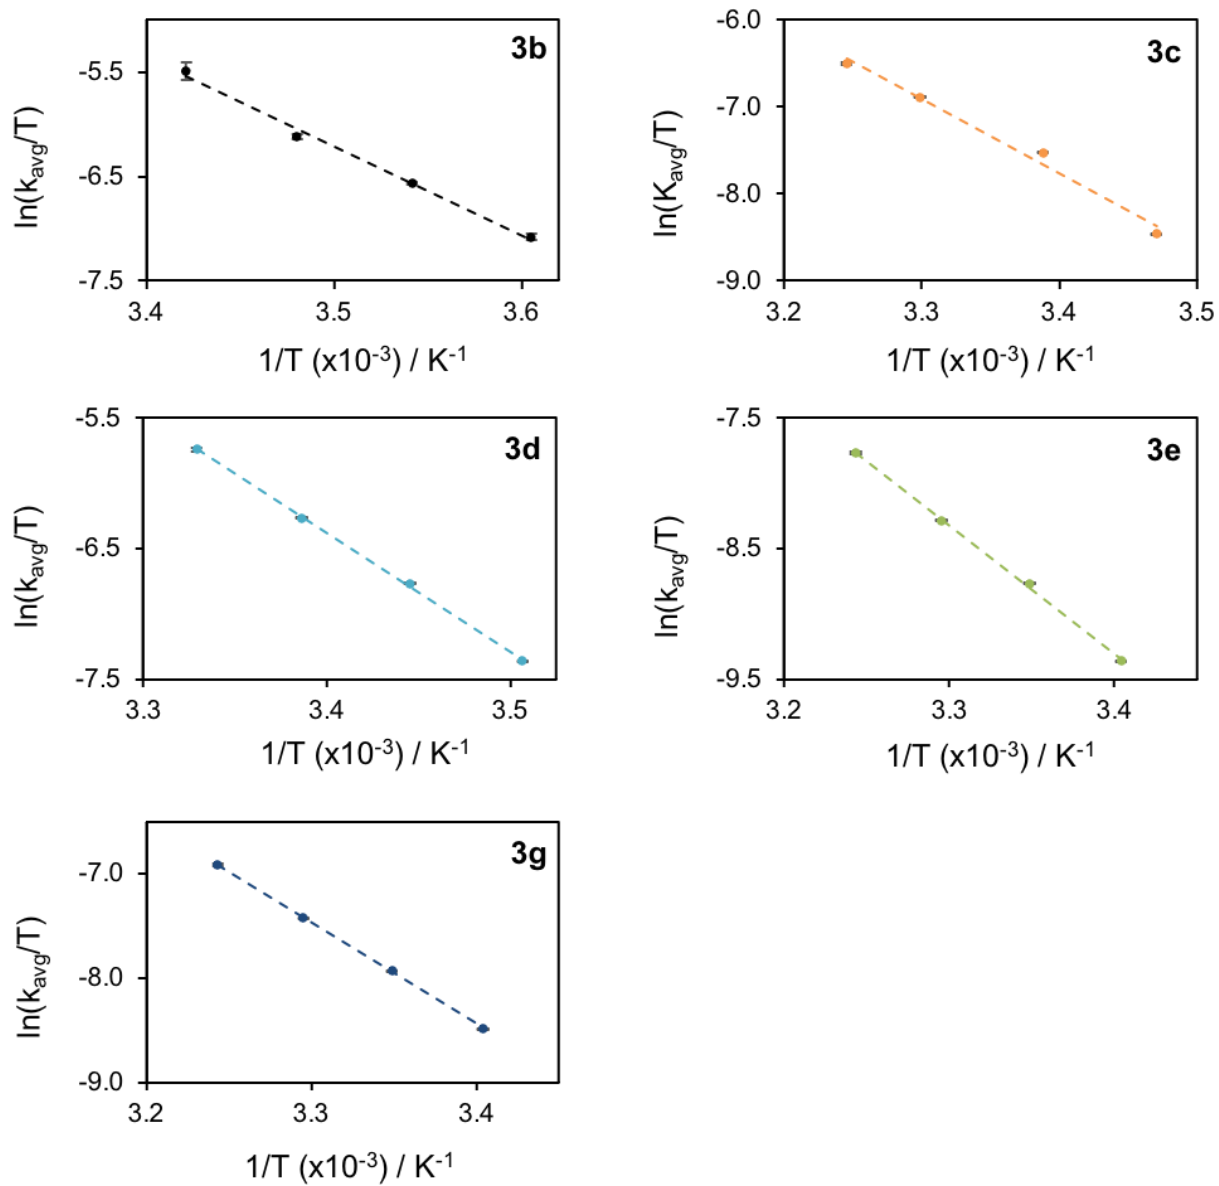 3b
ln(kavg/T)
-5.5
-6.5
-7.5
3.4 3.5 3.6
1/T (x10-3) / K-1
3c
ln(Kavg/T)
-6.0
-7.0
-8.0
-9.0
3.2 3.3 3.4 3.5
1/T (x10-3) / K-1
3d
ln(kavg/T)
-5.5
-6.5
-7.5
3.3 3.4 3.5
1/T (x10-3) / K-1
3e
ln(kavg/T)
-7.5
-8.5
-9.5
3.2 3.3 3.4
1/T (x10-3) / K-1
3g
ln(kavg/T)
-7.0
-8.0
-9.0
3.2 3.3 3.4
1/T (x10-3) / K-1